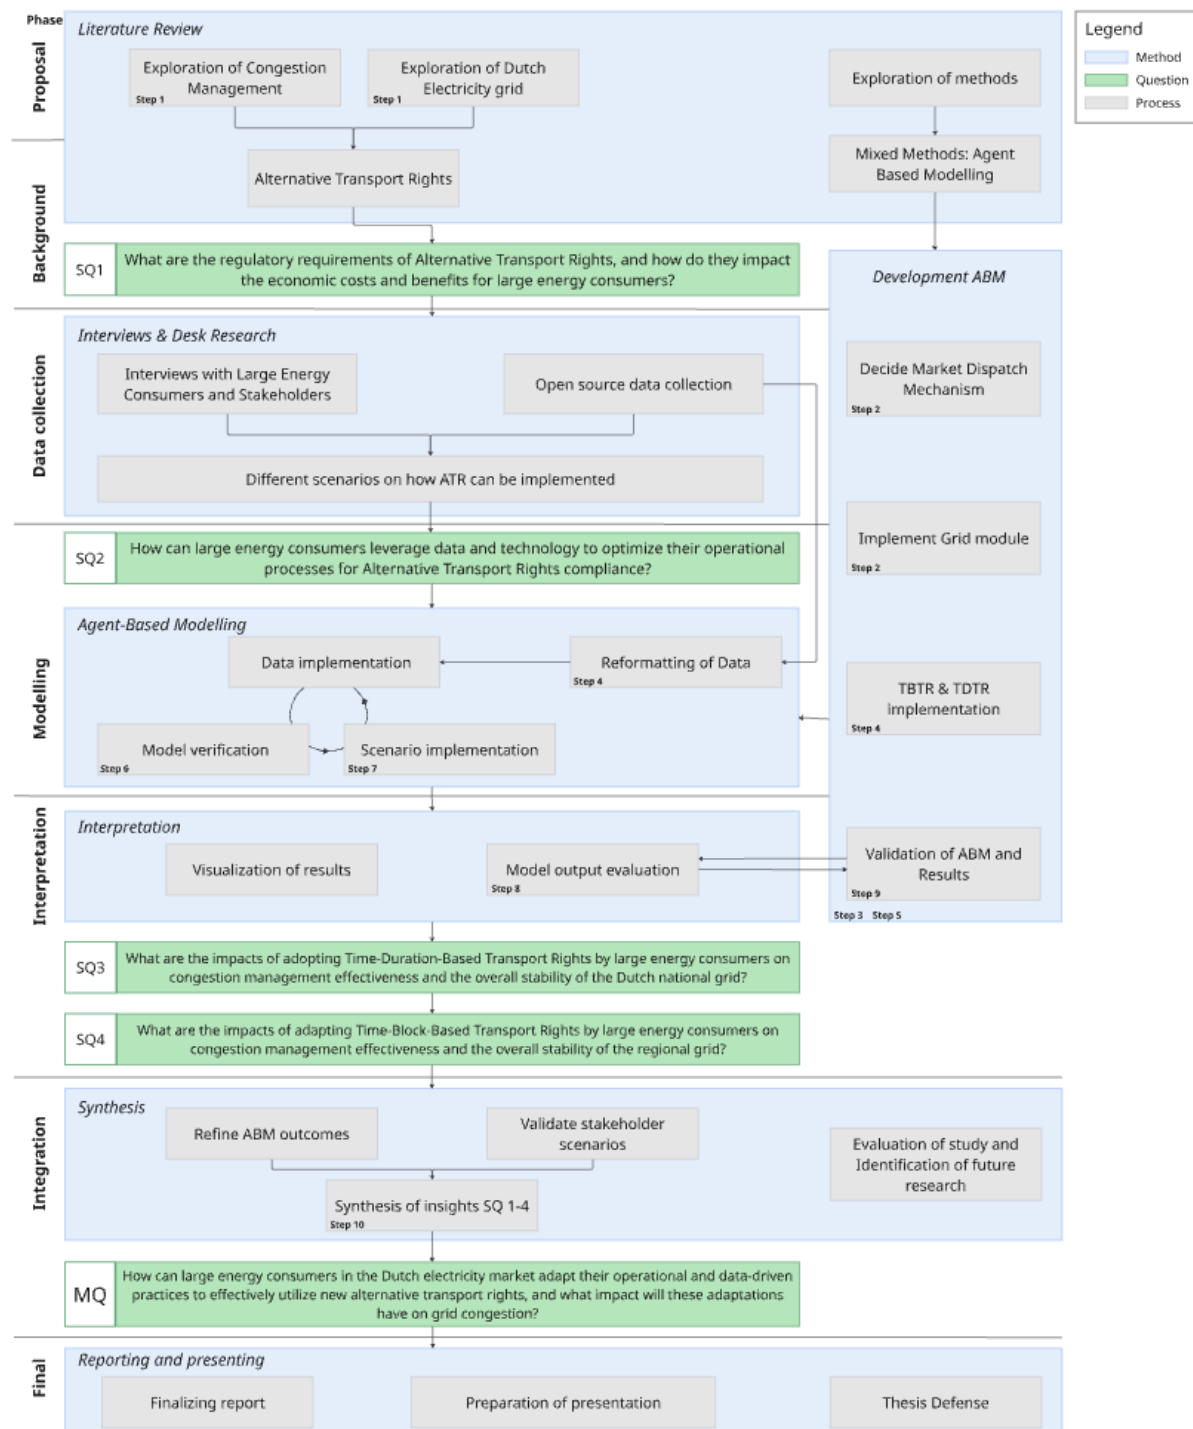 Phase
Legend
Method
Question
Process
Proposal
Literature Review
Exploration of Congestion
Management
Step 1
Exploration of Dutch
Electricity grid
Step 1
Exploration of methods
Mixed Methods: Agent
Based Modelling
Background
Alternative Transport Rights
SQ1
What are the regulatory requirements of Alternative Transport Rights, and how do they impact
the economic costs and benefits for large energy consumers?
Development ABM
Decide Market Dispatch
Mechanism
Step 2
Implement Grid module
Step 2
TBTR & TDTR
implementation
Step 4
Validation of ABM and
Results
Step 9
Step 3 Step 5
Data collection
Interviews & Desk Research
Interviews with Large Energy
Consumers and Stakeholders
Open source data collection
Different scenarios on how ATR can be implemented
SQ2
How can large energy consumers leverage data and technology to optimize their operational
processes for Alternative Transport Rights compliance?
Modelling
Agent-Based Modelling
Data implementation
Reformatting of Data
Step 4
Model verification
Step 6
Scenario implementation
Step 7
Interpretation
Interpretation
Visualization of results
Model output evaluation
Step 8
SQ3
What are the impacts of adopting Time-Duration-Based Transport Rights by large energy consumers on
congestion management effectiveness and the overall stability of the Dutch national grid?
SQ4
What are the impacts of adapting Time-Block-Based Transport Rights by large energy consumers on
congestion management effectiveness and the overall stability of the regional grid?
Integration
Synthesis
Refine ABM outcomes
Validate stakeholder
scenarios
Evaluation of study and
Identification of future
research
Synthesis of insights SQ 1-4
Step 10
MQ
How can large energy consumers in the Dutch electricity market adapt their operational and data-driven
practices to effectively utilize new alternative transport rights, and what impact will these adaptations
have on grid congestion?
Final
Reporting and presenting
Finalizing report
Preparation of presentation
Thesis Defense